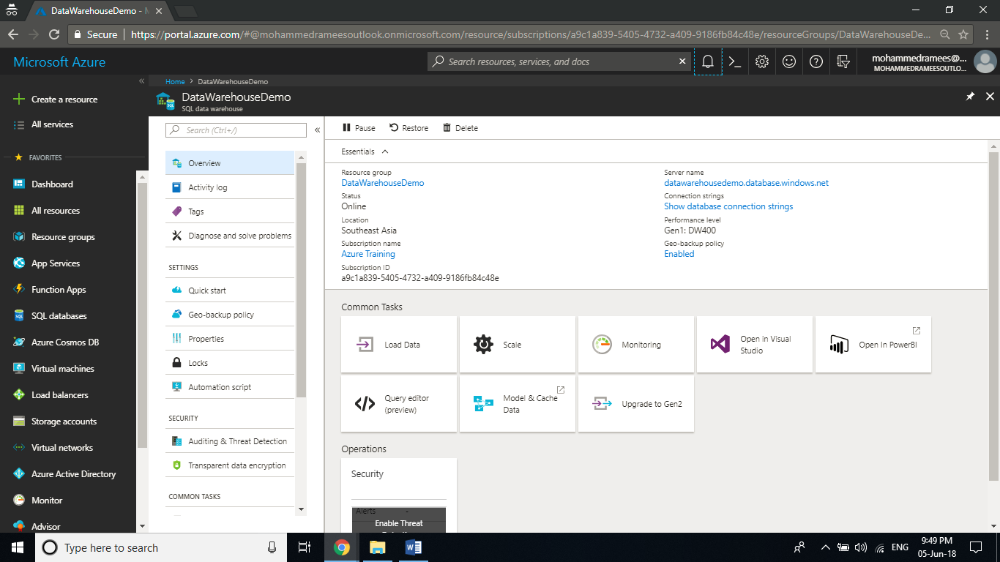 DataWarehouseDemo - M
Secure
https://portal.azure.com/#@mohammedrameesoutlook.onmicrosoft.com/resource/subscriptions/a9c1a839-5405-4732-a409-9186fb84c48e/resourceGroups/DataWarehouseDe...
Microsoft Azure
Search resources, services, and docs
mohammedramees@...
MOHAMMEDRAMEESOUTLO...
Create a resource
All services
FAVORITES
Dashboard
All resources
Resource groups
App Services
Function Apps
SQL databases
Azure Cosmos DB
Virtual machines
Load balancers
Storage accounts
Virtual networks
Azure Active Directory
Monitor
Advisor
Home > DataWarehouseDemo
DataWarehouseDemo
SQL data warehouse
Search (Ctrl+/)
Overview
Activity log
Tags
Diagnose and solve problems
SETTINGS
Quick start
Geo-backup policy
Properties
Locks
Automation script
SECURITY
Auditing & Threat Detection
Transparent data encryption
COMMON TASKS
Pause
Restore
Delete
Essentials
Resource group
DataWarehouseDemo
Status
Online
Location
Southeast Asia
Subscription name
Azure Training
Subscription ID
a9c1a839-5405-4732-a409-9186fb84c48e
Server name
datawarehousedemo.database.windows.net
Connection strings
Show database connection strings
Performance level
Gen1: DW400
Geo-backup policy
Enabled
Common Tasks
Load Data
Scale
Monitoring
Open in Visual
Studio
Open In PowerBI
Query editor
(preview)
Model & Cache
Data
Upgrade to Gen2
Operations
Security
Alerts -
Enable Threat
Type here to search
ENG
9:49 PM
05-Jun-18